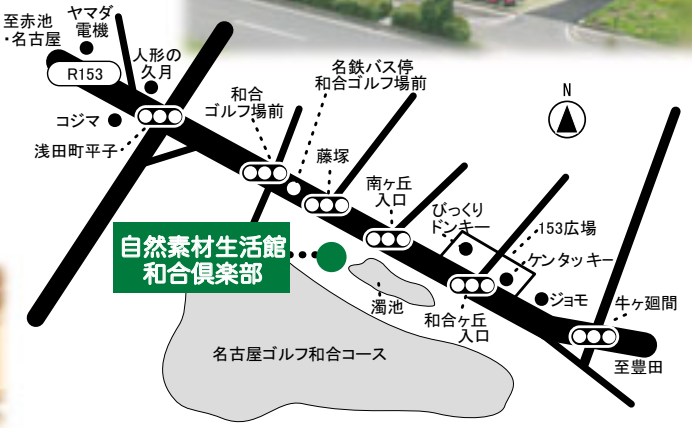 至赤池
・名古屋
ヤマダ
電機
R153
人形の
久月
コジマ
浅田町平子
和合
ゴルフ場前
名鉄バス停
和合ゴルフ場前
藤塚
南ヶ丘
入口
N
びっくり
ドンキー
153広場
ケンタッキー
ジョモ
牛ヶ廻間
至豊田
自然素材生活館
和合倶楽部
濁池
和合ヶ丘
入口
名古屋ゴルフ和合コース